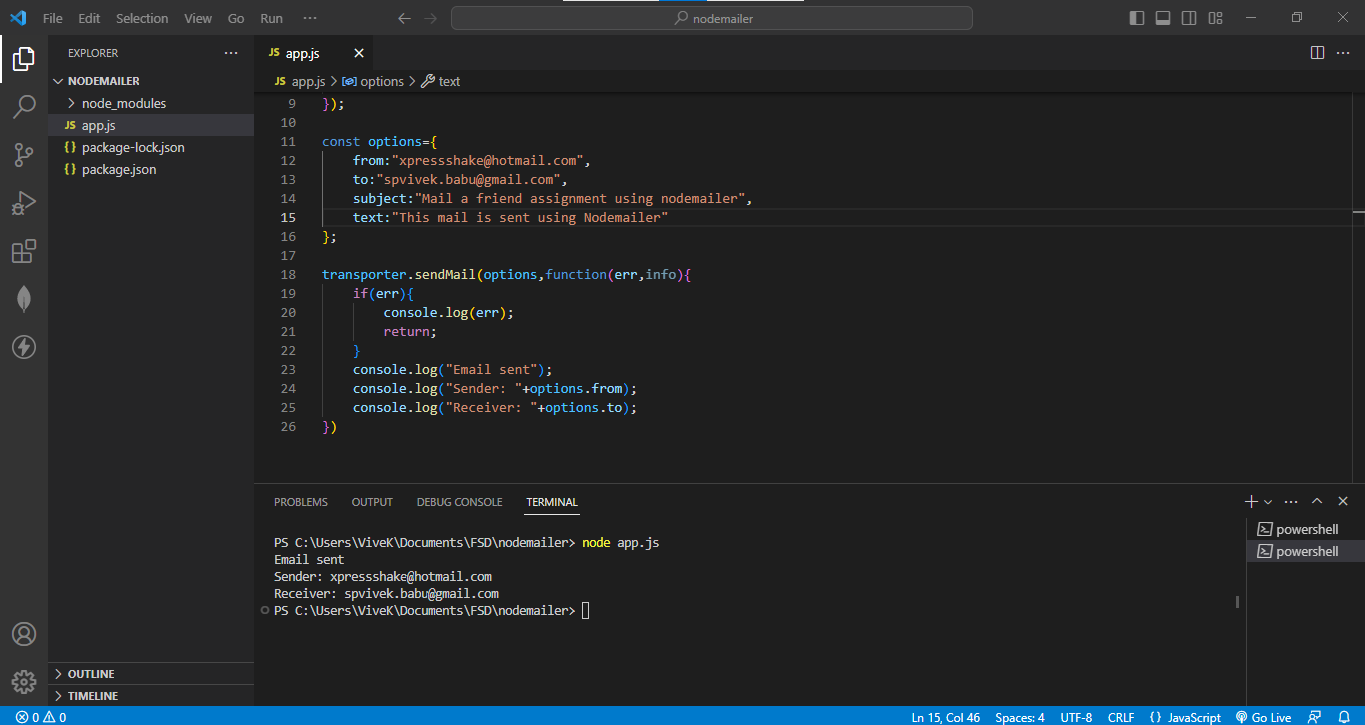 File Edit Selection View Go Run ···
nodemailer
EXPLORER ···
NODEMAILER
node_modules
JS app.js
{} package-lock.json
{} package.json
OUTLINE
TIMELINE
JS app.js
JS app.js > options > text
9 });
10
11 const options={
12 from:"xpressshake@hotmail.com",
13 to:"spvivek.babu@gmail.com",
14 subject:"Mail a friend assignment using nodemailer",
15 text:"This mail is sent using Nodemailer"
16 };
17
18 transporter.sendMail(options,function(err,info){
19 if(err){
20 console.log(err);
21 return;
22 }
23 console.log("Email sent");
24 console.log("Sender: "+options.from);
25 console.log("Receiver: "+options.to);
26 })
PROBLEMS OUTPUT DEBUG CONSOLE TERMINAL
PS C:\Users\ViveK\Documents\FSD\nodemailer> node app.js
Email sent
Sender: xpressshake@hotmail.com
Receiver: spvivek.babu@gmail.com
PS C:\Users\ViveK\Documents\FSD\nodemailer>
powershell
powershell
0 0
Ln 15, Col 46 Spaces: 4 UTF-8 CRLF {} JavaScript Go Live